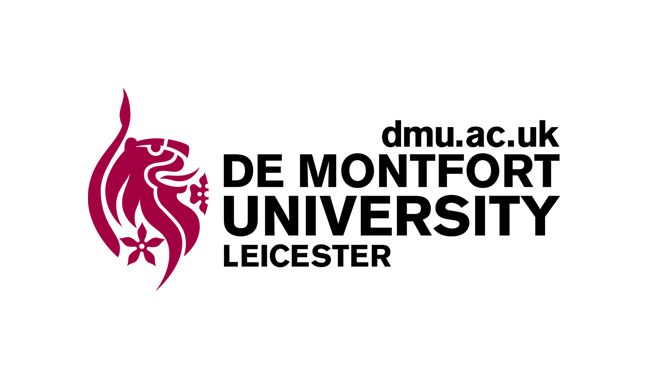 dmu.ac.uk
DE MONTFORT
UNIVERSITY
LEICESTER